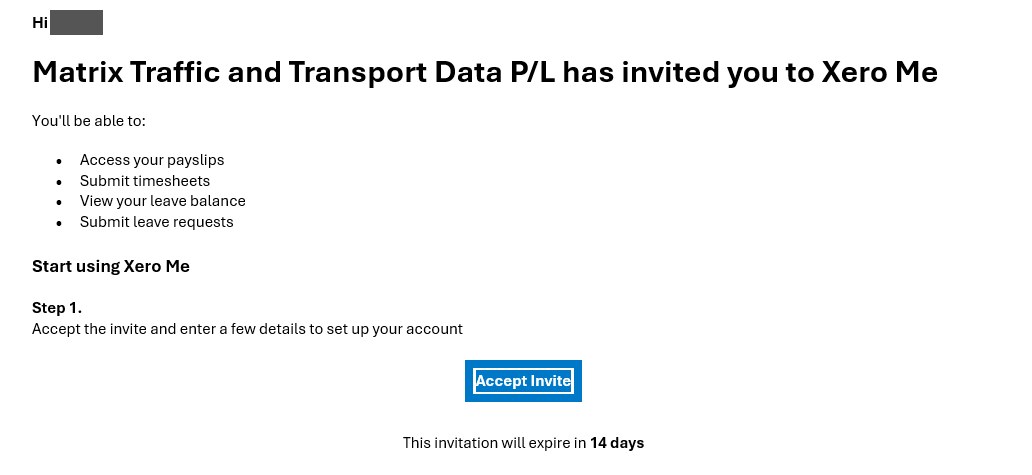 Hi
Matrix Traffic and Transport Data P/L has invited you to Xero Me
You'll be able to:
• Access your payslips
• Submit timesheets
• View your leave balance
• Submit leave requests
Start using Xero Me
Step 1.
Accept the invite and enter a few details to set up your account
Accept Invite
This invitation will expire in 14 days